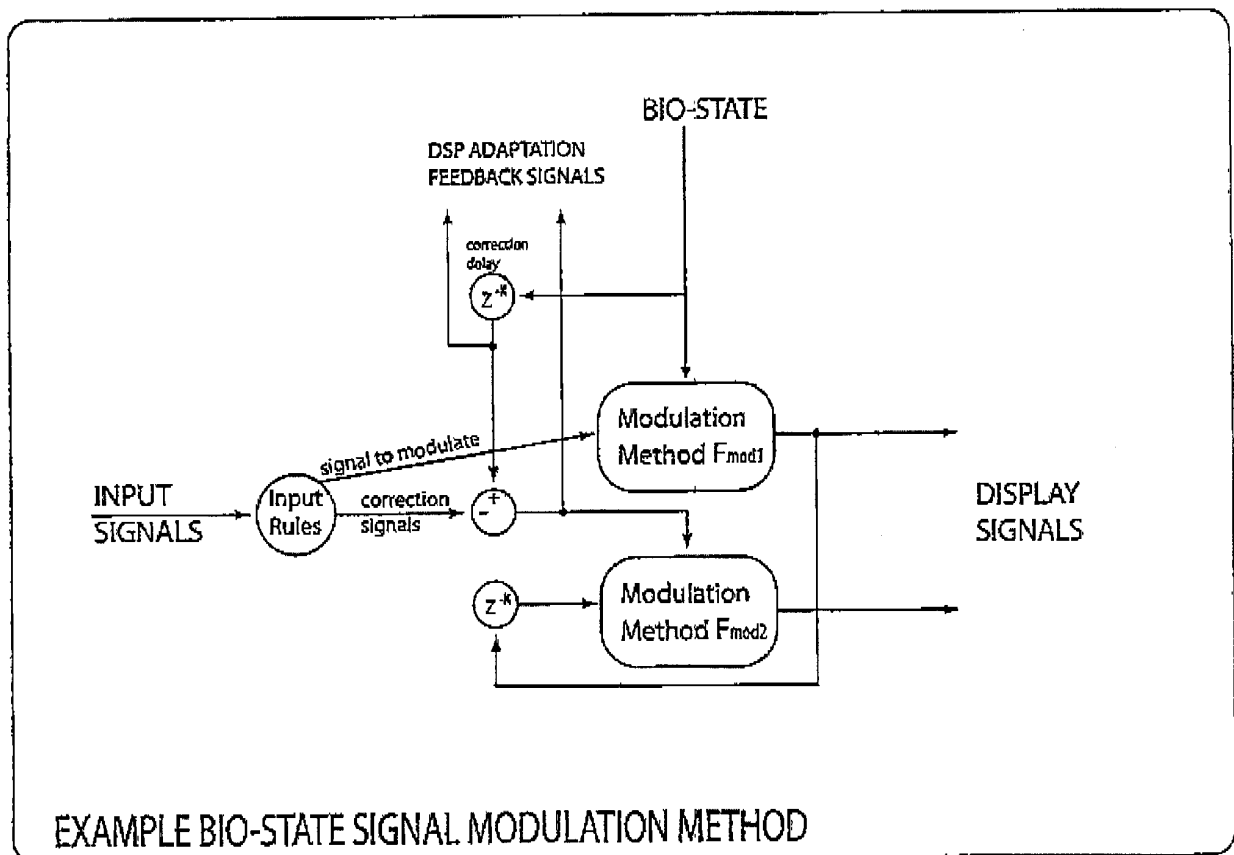 BIO-STATE
DSP ADAPTATION
FEEDBACK SIGNALS
correction
delay
z-k
Modulation
Method Fmod1
signal to modulate
INPUT
SIGNALS
Input
Rules
correction
signals
+
-
DISPLAY
SIGNALS
z-k
Modulation
Method Fmod2
EXAMPLE BIO-STATE SIGNAL MODULATION METHOD